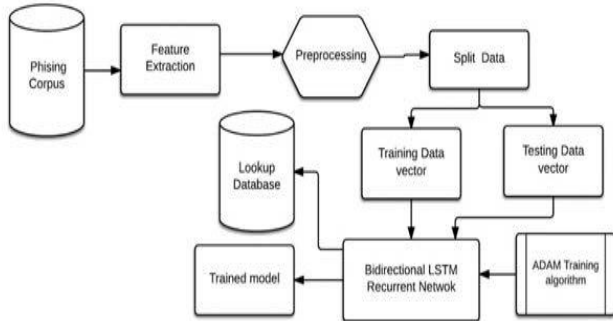 Phising
Corpus
Feature
Extraction
Preprocessing
Split Data
Training Data
vector
Testing Data
vector
Lookup
Database
Trained model
Bidirectional LSTM
Recurrent Netwok
ADAM Training
algorithm